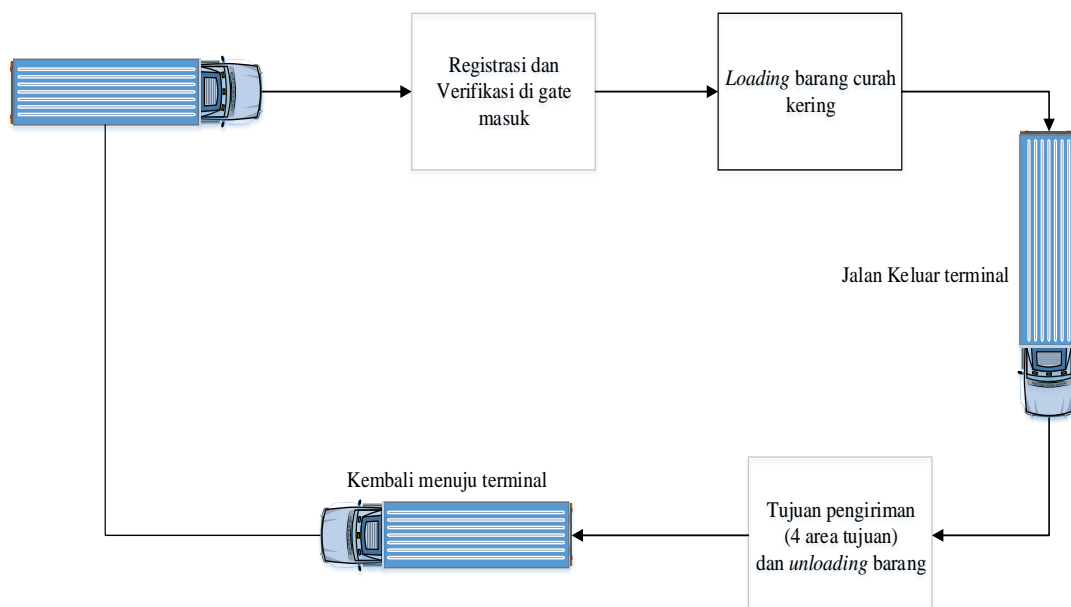 Registrasi dan
Verifikasi di gate
masuk
Loading barang curah
kering
Jalan Keluar terminal
Kembali menuju terminal
Tujuan pengiriman
(4 area tujuan)
dan unloading barang